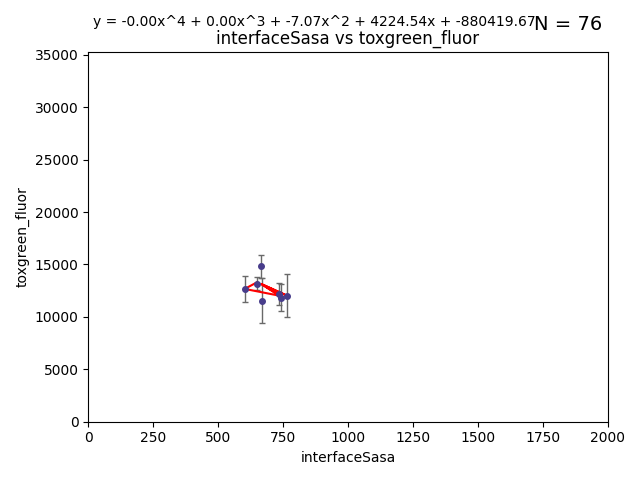 y = -0.00x^4 + 0.00x^3 + -7.07x^2 + 4224.54x + -880419.67
N = 76
interfaceSasa vs toxgreen_fluor
35000
30000
25000
20000
15000
10000
5000
0
toxgreen_fluor
0 250 500 750 1000 1250 1500 1750 2000
interfaceSasa